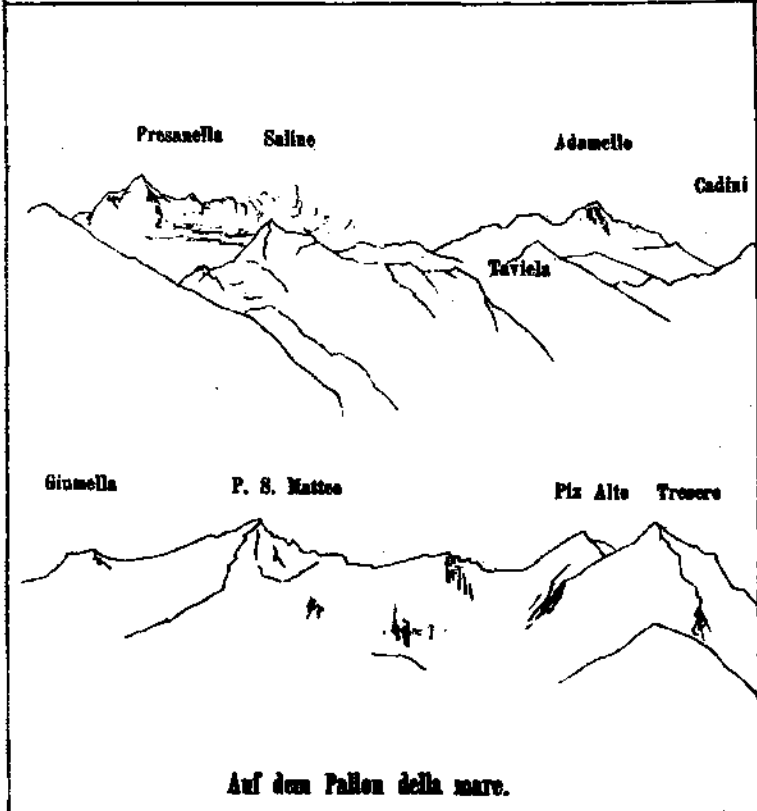 Presanella Saline Adamello
Cadini
Taviela
Giumella P. S. Matteo Piz Alto Tresero
Auf dem Pallon della mare.